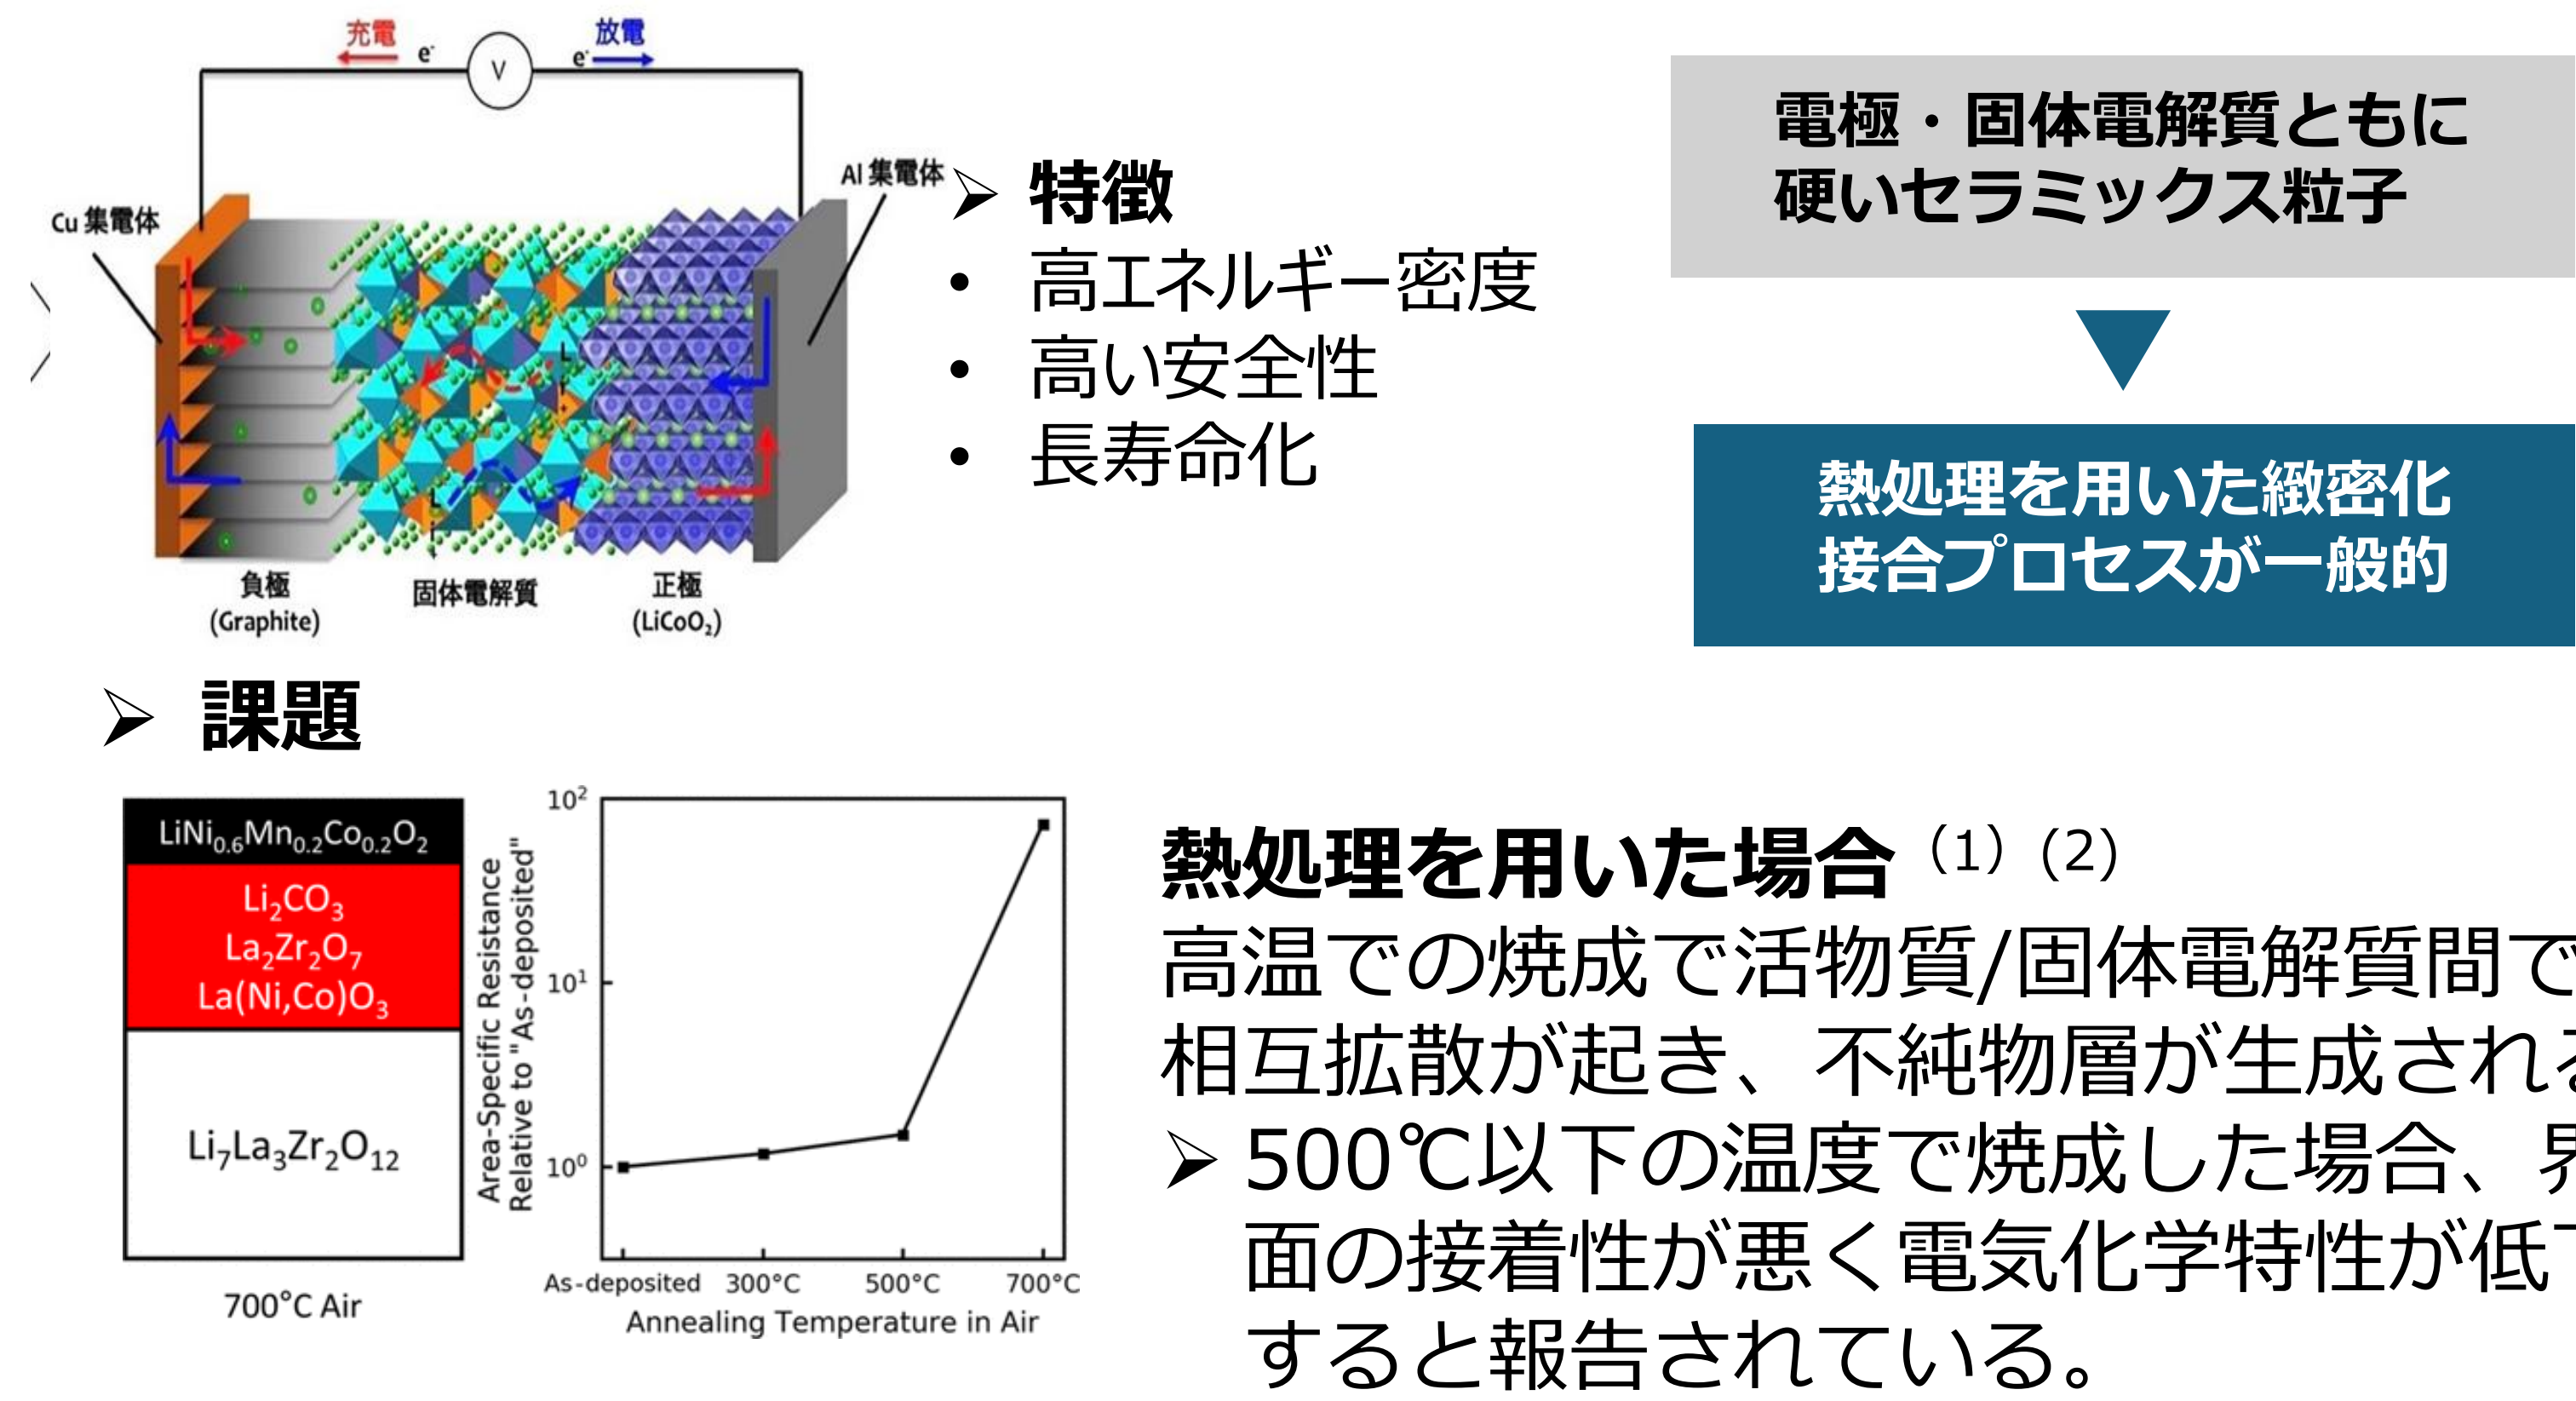 充電
e-
V
e-
放電
Cu 集電体
Al 集電体
負極
(Graphite)
固体電解質
正極
(LiCoO₂)
➢ 特徴
• 高エネルギー密度
• 高い安全性
• 長寿命化
電極・固体電解質ともに
硬いセラミックス粒子
熱処理を用いた緻密化
接合プロセスが一般的
➢ 課題
LiNi₀.₆Mn₀.₂Co₀.₂O₂
Li₂CO₃
La₂Zr₂O₇
La(Ni,Co)O₃
Li₇La₃Zr₂O₁₂
700°C Air
Area-Specific Resistance
Relative to "As-deposited"
10²
10¹
10⁰
As-deposited 300°C 500°C 700°C
Annealing Temperature in Air
熱処理を用いた場合（1）(2)
高温での焼成で活物質/固体電解質間で
相互拡散が起き、不純物層が生成される
➢ 500℃以下の温度で焼成した場合、界
面の接着性が悪く電気化学特性が低下
すると報告されている。